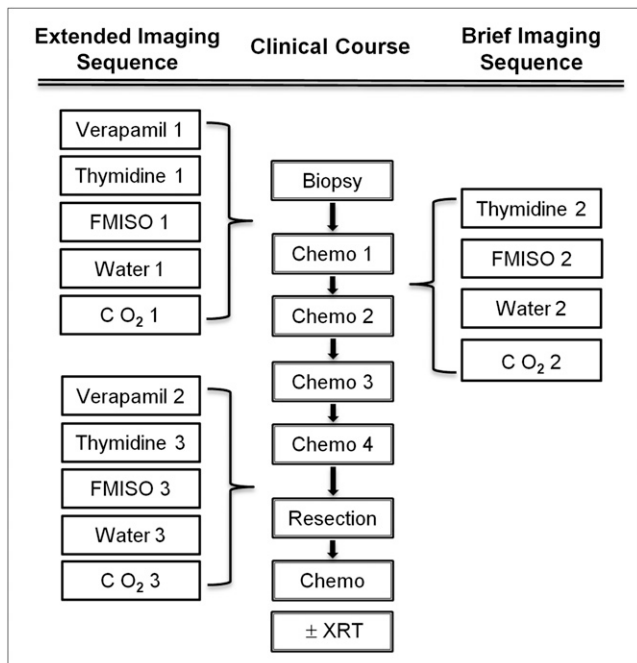 Extended Imaging
Sequence
Clinical Course
Brief Imaging
Sequence
Verapamil 1
Thymidine 1
FMISO 1
Water 1
C O₂ 1
Verapamil 2
Thymidine 3
FMISO 3
Water 3
C O₂ 3
Biopsy
Chemo 1
Chemo 2
Chemo 3
Chemo 4
Resection
Chemo
± XRT
Thymidine 2
FMISO 2
Water 2
C O₂ 2